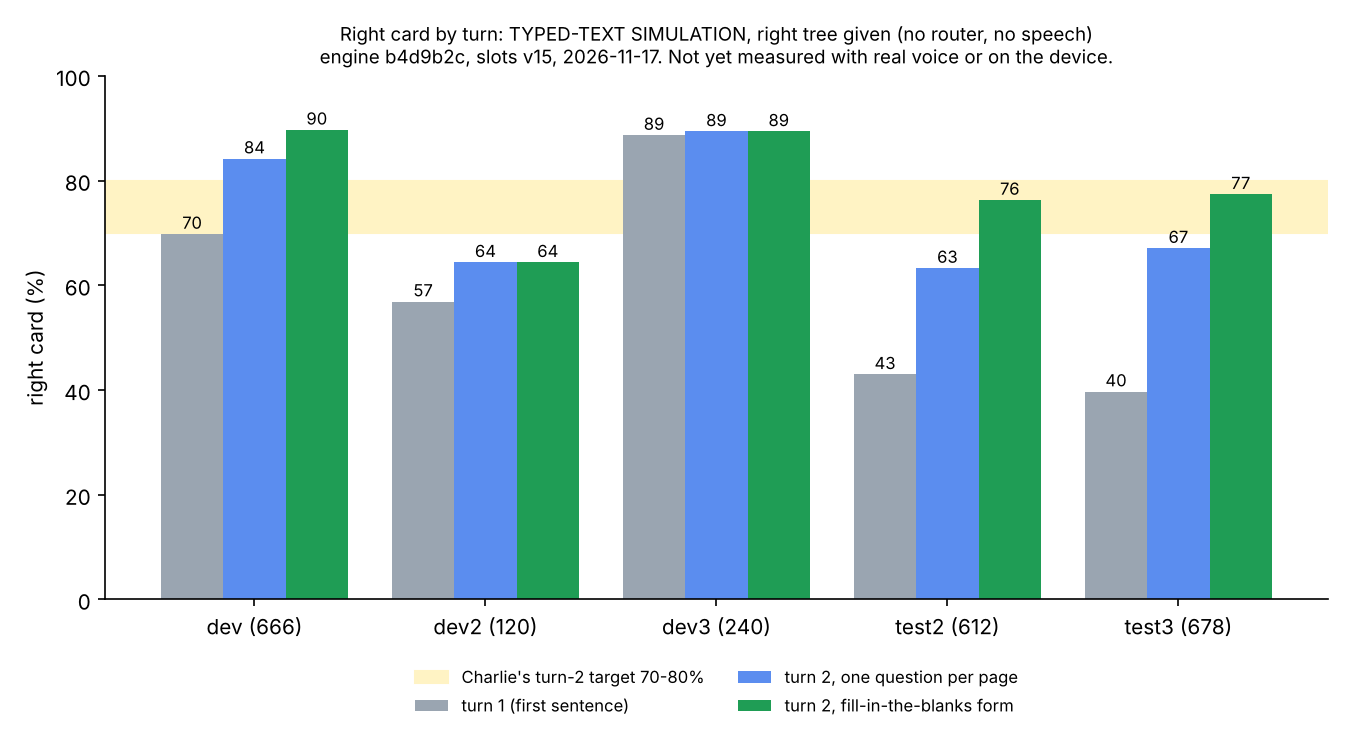 Right card by turn: TYPED-TEXT SIMULATION, right tree given (no router, no speech)
engine b4d9b2c, slots v15, 2026-11-17. Not yet measured with real voice or on the device.
right card (%)
100
80
60
40
20
0
70
84
90
57
64
64
89
89
89
43
63
76
40
67
77
dev (666)
dev2 (120)
dev3 (240)
test2 (612)
test3 (678)
Charlie's turn-2 target 70-80%
turn 1 (first sentence)
turn 2, one question per page
turn 2, fill-in-the-blanks form